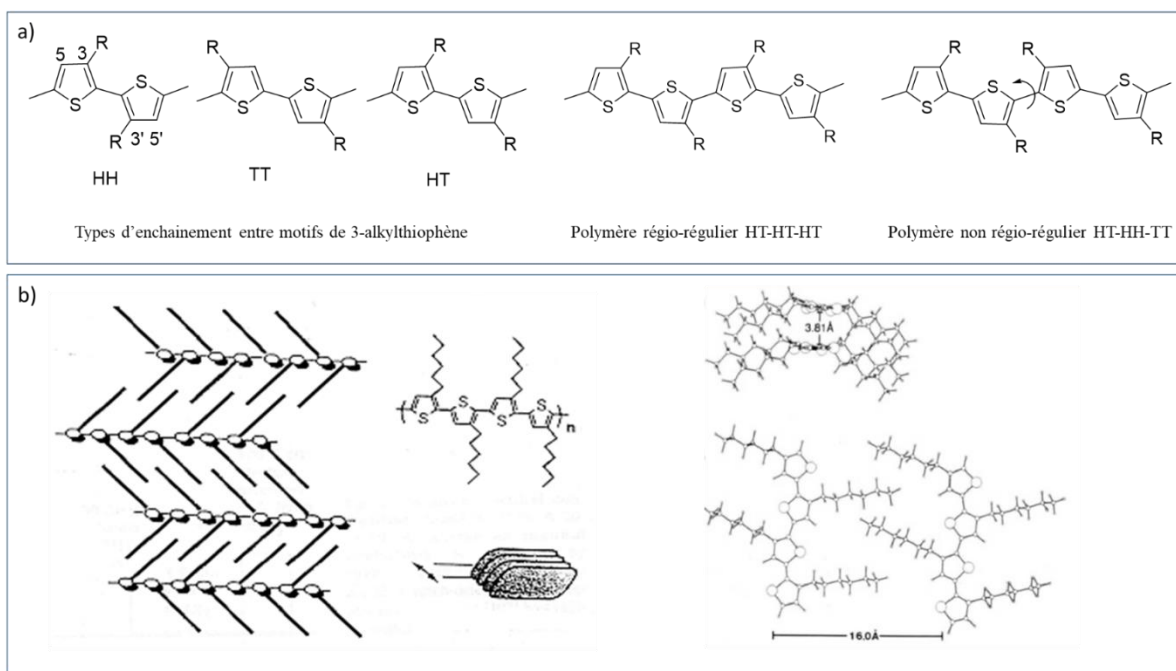 a)
5 3 R
S
S
R 3' 5'
HH
R
S
S
R
TT
R
S
S
R
HT
Types d'enchainement entre motifs de 3-alkylthiophène
R R
S S S S
R R
Polymère régio-régulier HT-HT-HT
R R
S S S S
R R
Polymère non régio-régulier HT-HH-TT
b)
S S S S
n
3.81Å
16.0Å